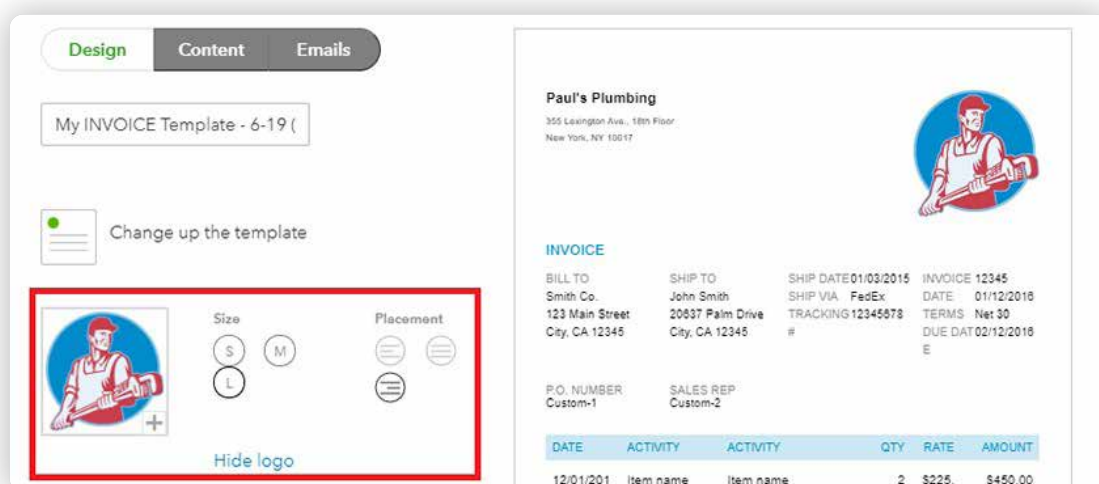 Design Content Emails
My INVOICE Template - 6-19 (
Change up the template
Size
S M
L
Placement
Hide logo
Paul's Plumbing
355 Lexington Ave., 18th Floor
New York, NY 10017
INVOICE
BILL TO
Smith Co.
123 Main Street
City, CA 12345
SHIP TO
John Smith
20637 Palm Drive
City, CA 12345
SHIP DATE 01/03/2015
SHIP VIA FedEx
TRACKING 12345678
#
INVOICE 12345
DATE 01/12/2016
TERMS Net 30
DUE DAT 02/12/2016
E
P.O. NUMBER
Custom-1
SALES REP
Custom-2
DATE ACTIVITY ACTIVITY QTY RATE AMOUNT
12/01/201 Item name Item name 2 $225. $450.00